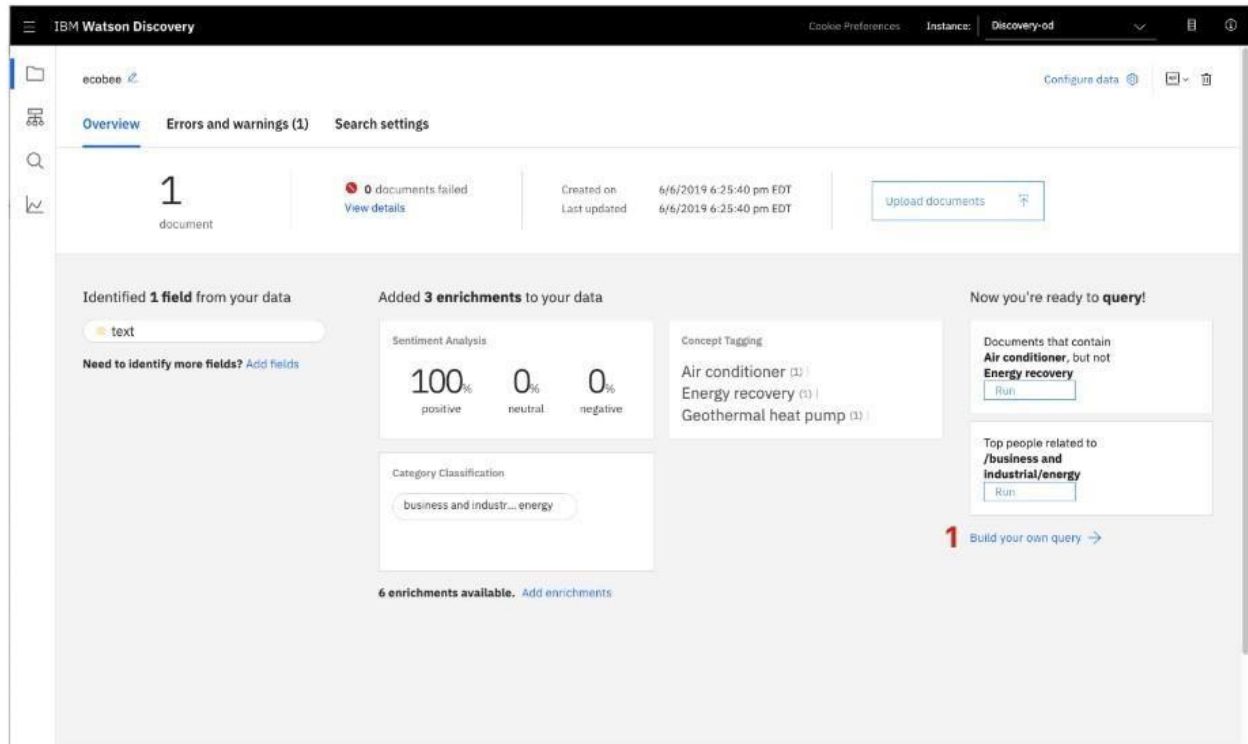 IBM Watson Discovery
Cookie Preferences
Instance:
Discovery-od
ecobee
Configure data
Overview
Errors and warnings (1)
Search settings
1
document
0 documents failed
View details
Created on 6/6/2019 6:25:40 pm EDT
Last updated 6/6/2019 6:25:40 pm EDT
Upload documents
Identified 1 field from your data
text
Need to identify more fields? Add fields
Added 3 enrichments to your data
Sentiment Analysis
100% 0% 0%
positive neutral negative
Concept Tagging
Air conditioner (1)
Energy recovery (1)
Geothermal heat pump (1)
Category Classification
business and industr... energy
6 enrichments available. Add enrichments
Now you're ready to query!
Documents that contain
Air conditioner, but not
Energy recovery
Run
Top people related to
/business and
industrial/energy
Run
1 Build your own query